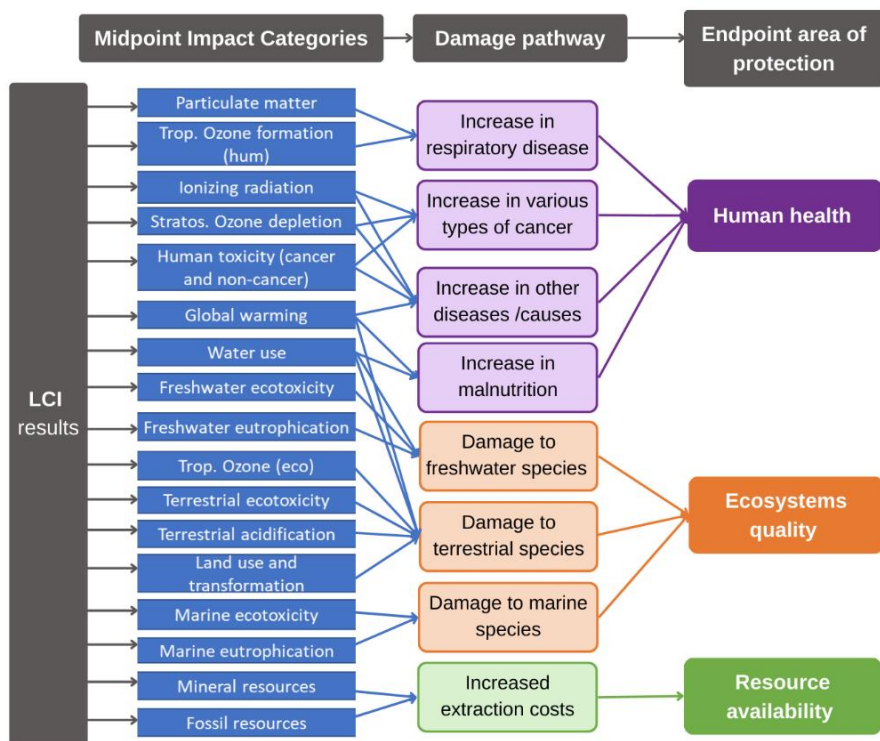 Midpoint Impact Categories
Damage pathway
Endpoint area of
protection
LCI
results
Particulate matter
Trop. Ozone formation
(hum)
Ionizing radiation
Stratos. Ozone depletion
Human toxicity (cancer
and non-cancer)
Global warming
Water use
Freshwater ecotoxicity
Freshwater eutrophication
Trop. Ozone (eco)
Terrestrial ecotoxicity
Terrestrial acidification
Land use and
transformation
Marine ecotoxicity
Marine eutrophication
Mineral resources
Fossil resources
Increase in
respiratory disease
Increase in various
types of cancer
Increase in other
diseases /causes
Increase in
malnutrition
Damage to
freshwater species
Damage to
terrestrial species
Damage to marine
species
Increased
extraction costs
Human health
Ecosystems
quality
Resource
availability